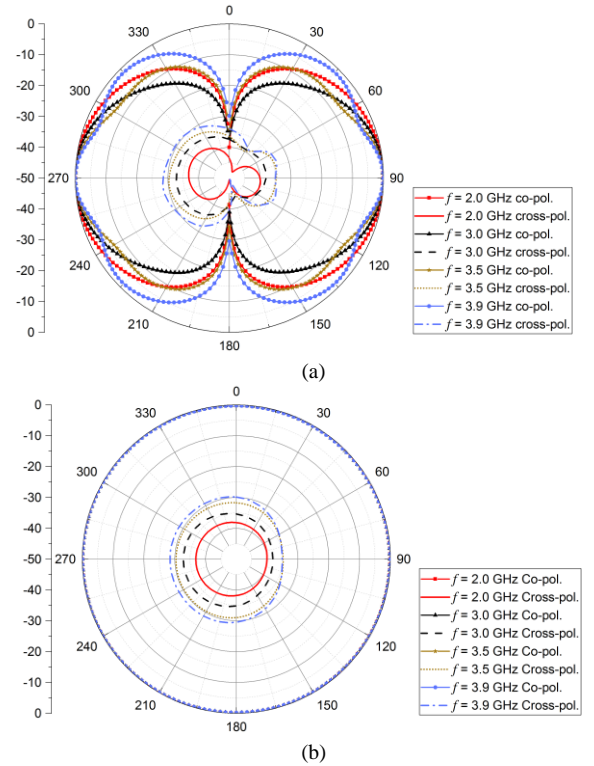 0
330
30
300
60
270
90
240
120
210
150
180
0
-10
-20
-30
-40
-50
-40
-30
-20
-10
0
f = 2.0 GHz co-pol.
f = 2.0 GHz cross-pol.
f = 3.0 GHz co-pol.
f = 3.0 GHz cross-pol.
f = 3.5 GHz co-pol.
f = 3.5 GHz cross-pol.
f = 3.9 GHz co-pol.
f = 3.9 GHz cross-pol.
(a)
0
330
30
300
60
270
90
240
120
210
150
180
0
-10
-20
-30
-40
-50
-40
-30
-20
-10
0
f = 2.0 GHz Co-pol.
f = 2.0 GHz Cross-pol.
f = 3.0 GHz Co-pol.
f = 3.0 GHz Cross-pol.
f = 3.5 GHz Co-pol.
f = 3.5 GHz Cross-pol.
f = 3.9 GHz Co-pol.
f = 3.9 GHz Cross-pol.
(b)